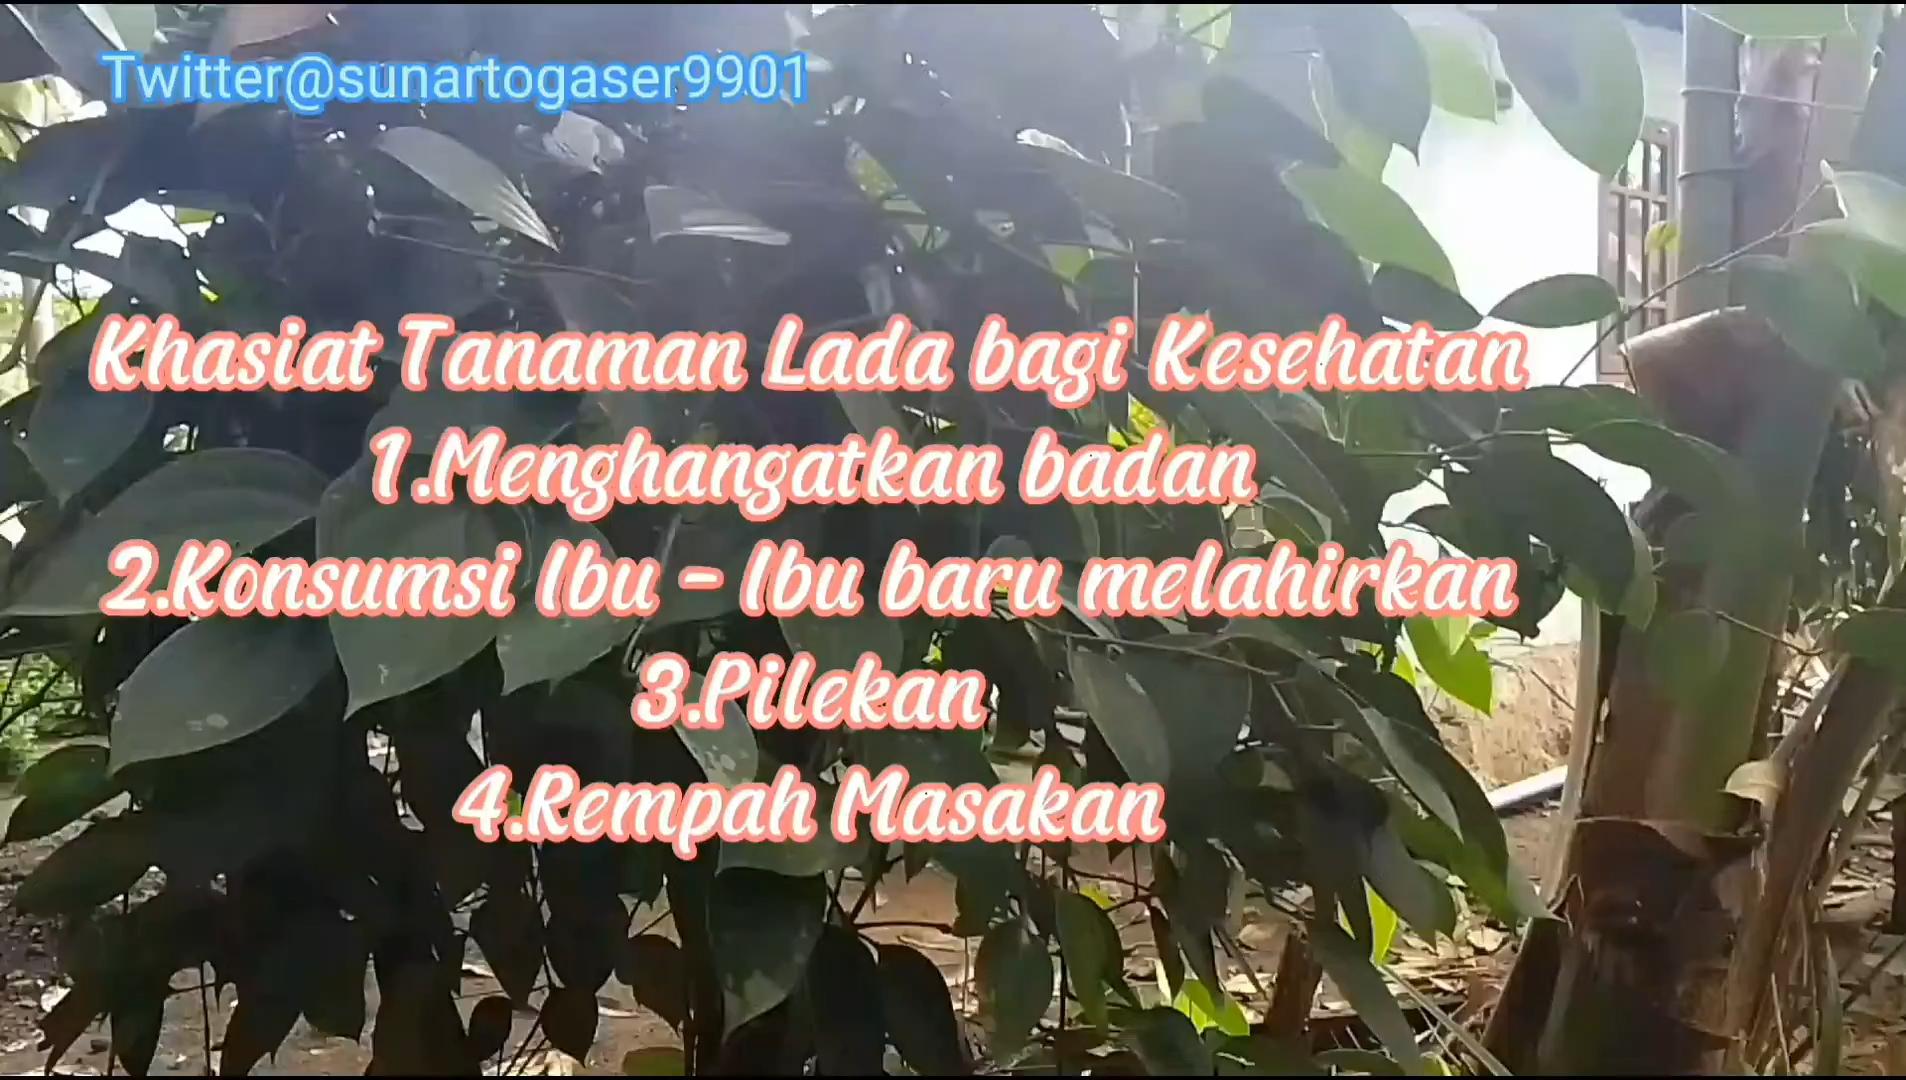 Twitter@sunartogaser9901
Khasiat Tanaman Lada bagi Kesehatan
1.Menghangatkan badan
2.Konsumsi Ibu - Ibu baru melahirkan
3.Pilekan
4.Rempah Masakan